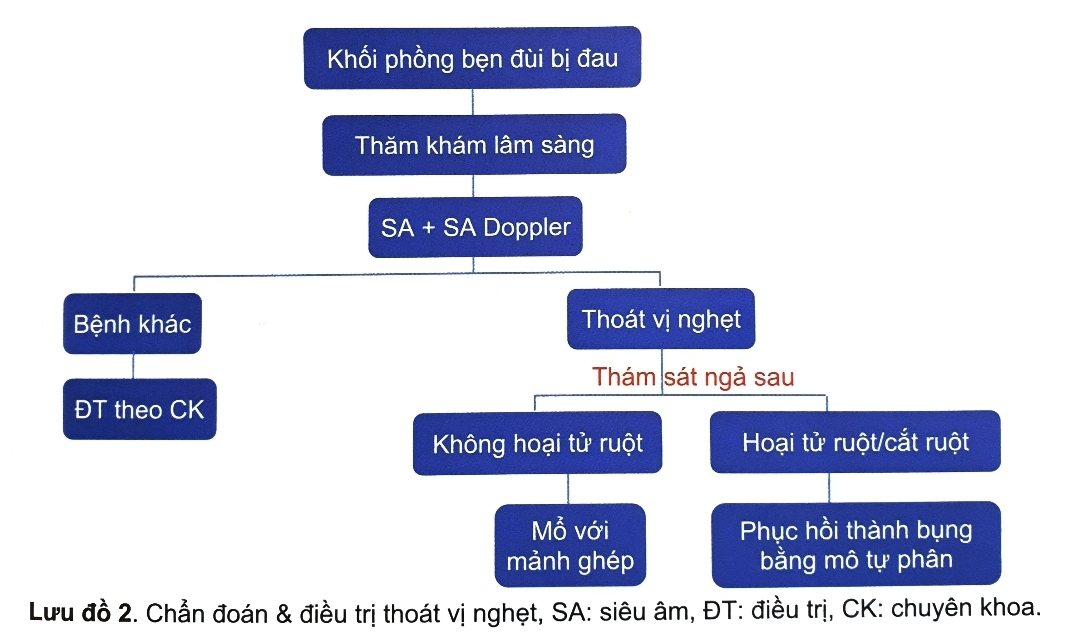 Khối phồng bẹn đùi bị đau
Thăm khám lâm sàng
SA + SA Doppler
Bệnh khác
Thoát vị nghẹt
ĐT theo CK
Thám sát ngả sau
Không hoại tử ruột
Hoại tử ruột/cắt ruột
Mổ với
mảnh ghép
Phục hồi thành bụng
bằng mô tự phân
Lưu đồ 2. Chẩn đoán & điều trị thoát vị nghẹt, SA: siêu âm, ĐT: điều trị, CK: chuyên khoa.